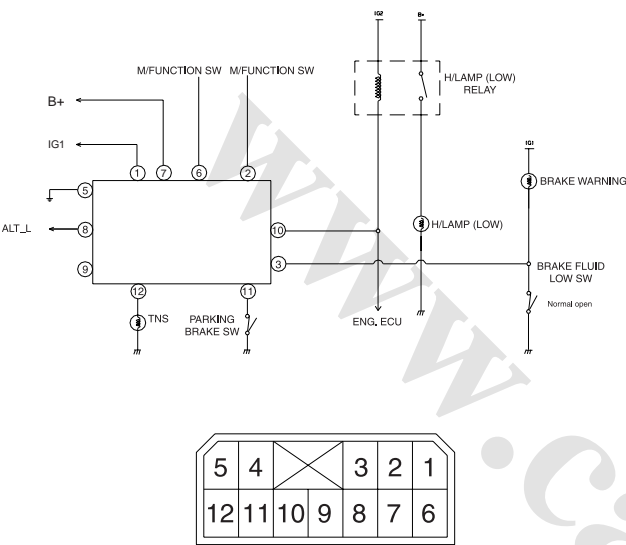 IG2 B+
M/FUNCTION SW M/FUNCTION SW
H/LAMP (LOW)
RELAY
B+
IG1
IG1
1 7 6 2
5
BRAKE WARNING
ALT_L
8
10
H/LAMP (LOW)
9
3
BRAKE FLUID
LOW SW
12
11
TNS
PARKING
BRAKE SW
ENG. ECU
Normal open
5 4 3 2 1
12 11 10 9 8 7 6
www.ca